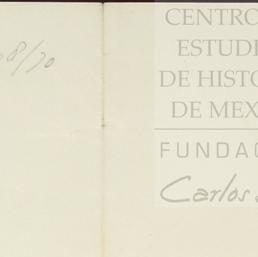 8/70
CENTRO
ESTUDI
DE HISTO
DE MEX
FUNDAC
Carlos